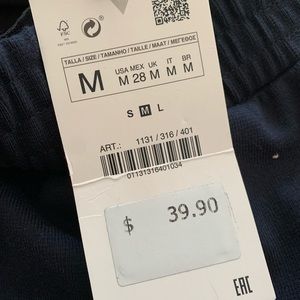 FSC
TALLA / SIZE / TAMANHO / TAILLE / MAAT / ΜΕΓΕΘΟΣ
USA MEX UK IT BR
M M 28 M M M
S M L
ART.: 1131 / 316 / 401
01131316401034
$ 39.90
EAC